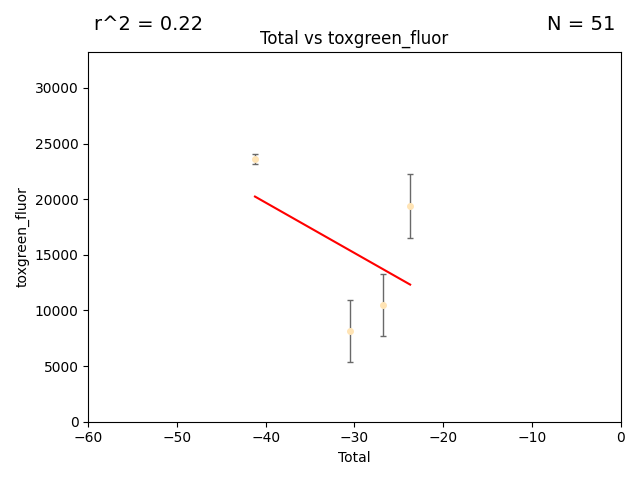 r^2 = 0.22
N = 51
Total vs toxgreen_fluor
30000
25000
20000
15000
10000
5000
0
toxgreen_fluor
−60
−50
−40
−30
−20
−10
0
Total